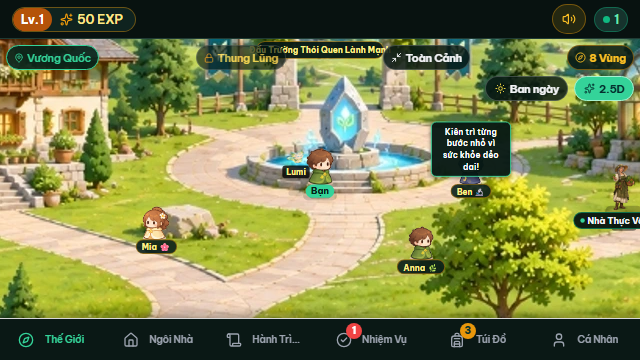 Lv.1
50 EXP
1
Vương Quốc
Thung Lũng
Đấu Trường Thói Quen Lành Mạnh
Toàn Cảnh
8 Vùng
Ban ngày
2.5D
Kiên trì từng
bước nhỏ vì
sức khỏe dẻo
dai!
Lumi
Bạn
Ben
Nhà Thực Vậ
Mia
Anna
Thế Giới
Ngôi Nhà
Hành Trì...
1
Nhiệm Vụ
3
Túi Đồ
Cá Nhân